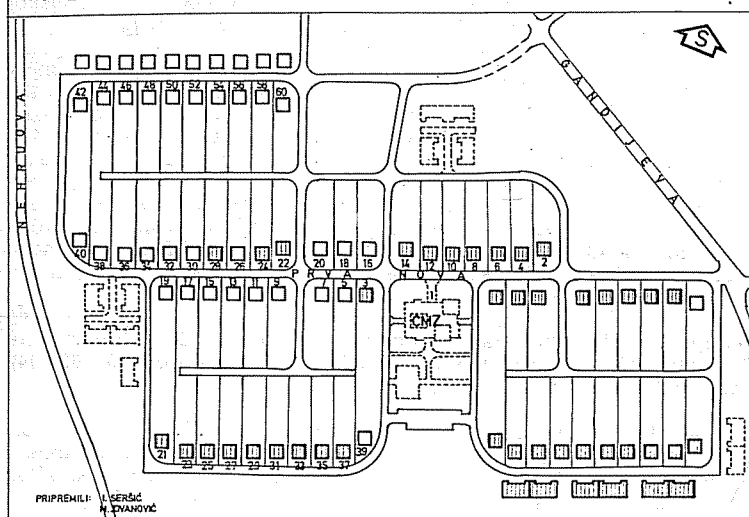 S
GANDIJEVA
NEHRUOVA
42 44 46 48 50 52 54 56 58 60
40 38 36 34 32 30 28 26 24 22 20 18 16 14 12 10 8 6 4 2
PRVA NOVA
19 17 15 13 11 9 7 5 3
CMZ
21 23 25 27 29 31 33 35 37 39
PRIPREMILI: I. SERŠIĆ
M. JOVANOVIĆ